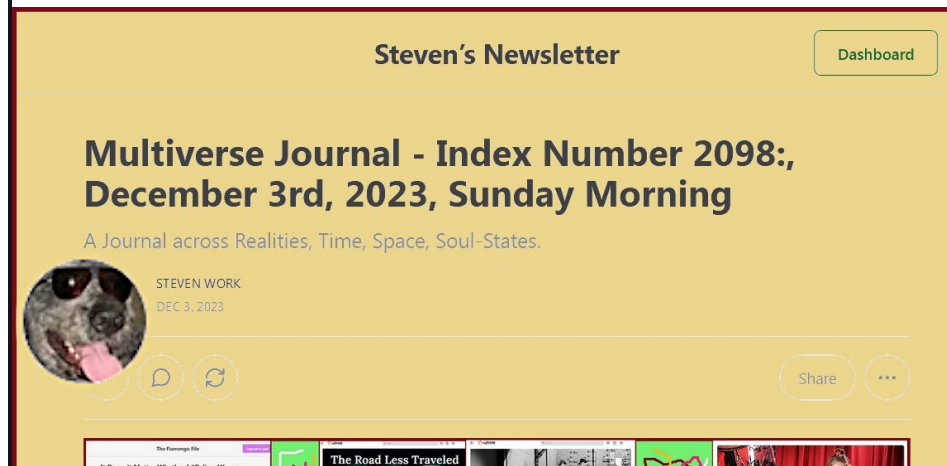 Steven's Newsletter
Dashboard
Multiverse Journal - Index Number 2098:,
December 3rd, 2023, Sunday Morning
A Journal across Realities, Time, Space, Soul-States.
STEVEN WORK
DEC 3, 2023
Share
The Flamengo File
The Road Less Traveled